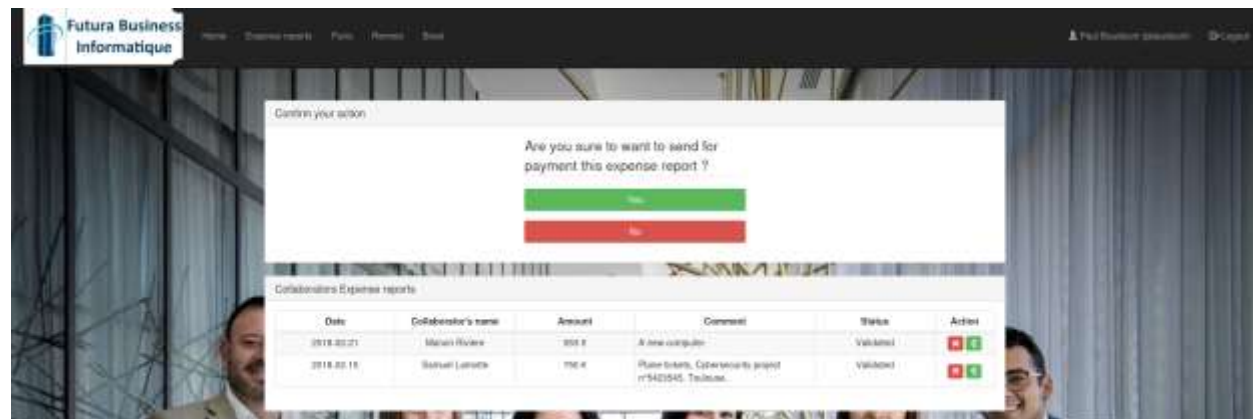 Futura Business
Informatique
Home Expense reports
Logout
Confirm your action
Are you sure to want to send for
payment this expense report ?
Yes
No
Collaborators Expense reports
Date Collaborator's name Amount Comment Status Action
A new computer Validated
Samuel Plane tickets, Cybersecurity project Validated
Toulouse